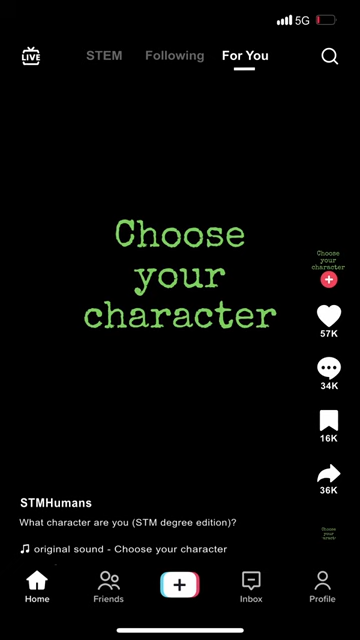 5G
LIVE
STEM
Following
For You
Choose
your
character
Choose
your
character
57K
34K
16K
36K
STMHumans
What character are you (STM degree edition)?
original sound - Choose your character
Home
Friends
Inbox
Profile